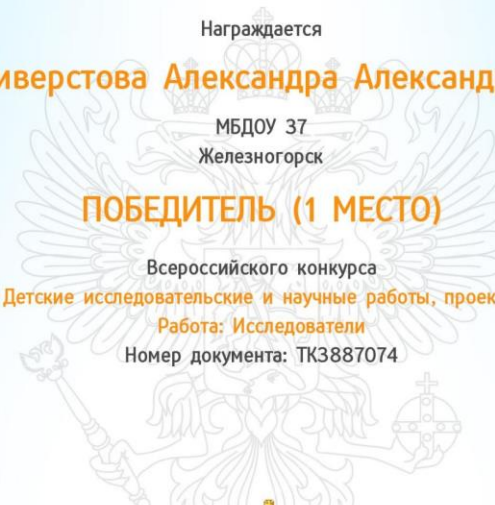 Награждается
иверстова Александра Александ
МБДОУ 37
Железногорск
ПОБЕДИТЕЛЬ (1 МЕСТО)
Всероссийского конкурса
Детские исследовательские и научные работы, проек
Работа: Исследователи
Номер документа: ТК3887074